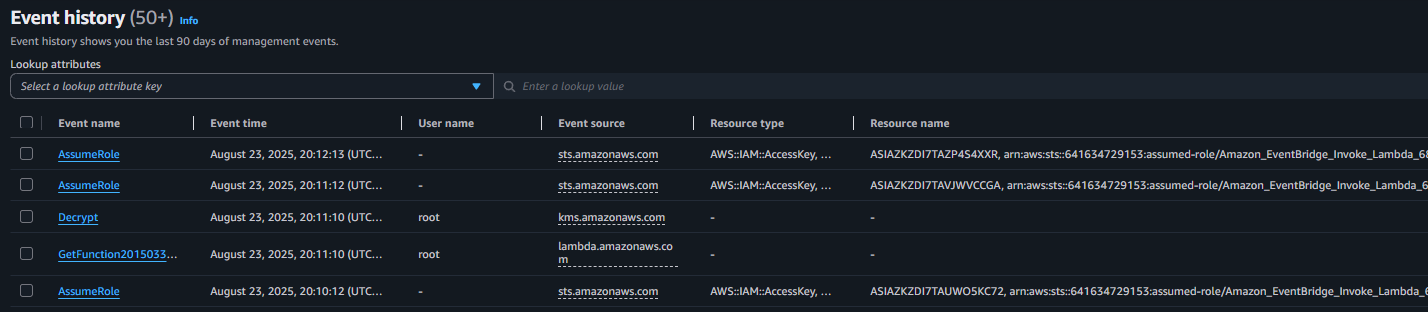 Event history (50+) Info
Event history shows you the last 90 days of management events.
Lookup attributes
Select a lookup attribute key Enter a lookup value
Event name Event time User name Event source Resource type Resource name
AssumeRole August 23, 2025, 20:12:13 (UTC... - sts.amazonaws.com AWS::IAM::AccessKey, ... ASIAZKZDI7TAZP4S4XXR, arn:aws:sts::641634729153:assumed-role/Amazon_EventBridge_Invoke_Lambda_68
AssumeRole August 23, 2025, 20:11:12 (UTC... - sts.amazonaws.com AWS::IAM::AccessKey, ... ASIAZKZDI7TAVJWVCCGA, arn:aws:sts::641634729153:assumed-role/Amazon_EventBridge_Invoke_Lambda_6
Decrypt August 23, 2025, 20:11:10 (UTC... root kms.amazonaws.com - -
GetFunction2015033... August 23, 2025, 20:11:10 (UTC... root lambda.amazonaws.co - -
m
AssumeRole August 23, 2025, 20:10:12 (UTC... - sts.amazonaws.com AWS::IAM::AccessKey, ... ASIAZKZDI7TAUWO5KC72, arn:aws:sts::641634729153:assumed-role/Amazon_EventBridge_Invoke_Lambda_6